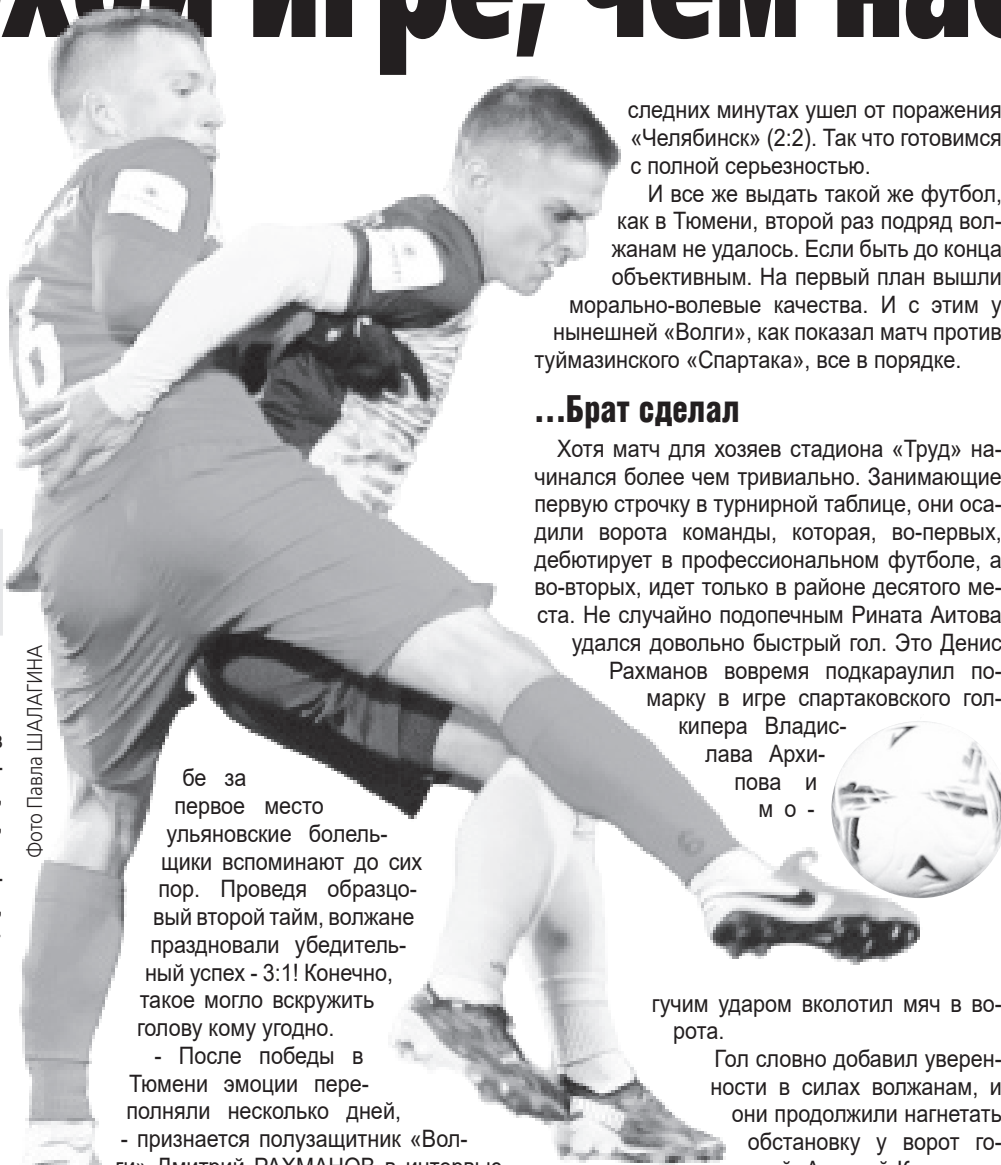 игре, чем
Фото Павла ШАЛАГИНА
бе за
первое место
ульяновские болель-
щики вспоминают до сих
пор. Проведя образцо-
вый второй тайм, волжане
праздновали убедитель-
ный успех - 3:1! Конечно,
такое могло вскружить
голову кому угодно.
- После победы в
Тюмени эмоции пере-
полняли несколько дней,
- признается полузащитник «Вол-
ги» Дмитрий РАХМАНОВ в интервью
следних минутах ушел от поражения
«Челябинск» (2:2). Так что готовимся
с полной серьезностью.
И все же выдать такой же футбол,
как в Тюмени, второй раз подряд вол-
жанам не удалось. Если быть до конца
объективным. На первый план вышли
морально-волевые качества. И с этим у
нынешней «Волги», как показал матч против
туймазинского «Спартака», все в порядке.
...Брат сделал
Хотя матч для хозяев стадиона «Труд» на-
чинался более чем тривиально. Занимающие
первую строчку в турнирной таблице, они оса-
дили ворота команды, которая, во-первых,
дебютирует в профессиональном футболе, а
во-вторых, идет только в районе десятого ме-
ста. Не случайно подопечным Рината Аитова
удался довольно быстрый гол. Это Денис
Рахманов вовремя подкараулил по-
марку в игре спартаковского гол-
кипера Владис-
лава Архи-
пова и
мо-
гучим ударом вколотил мяч в во-
рота.
Гол словно добавил уверен-
ности в силах волжанам, и
они продолжили нагнетать
обстановку у ворот го-